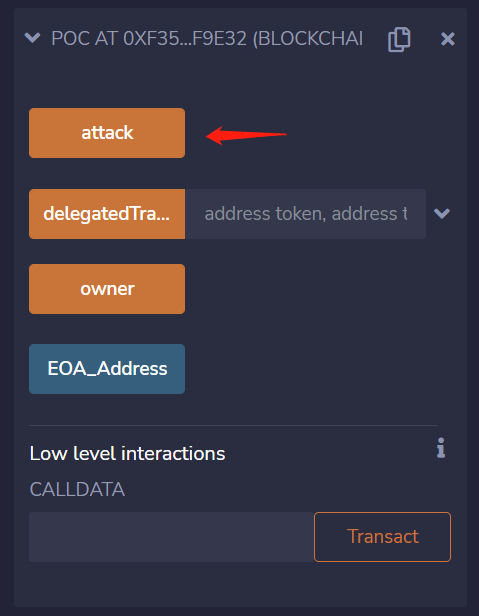 POC AT 0XF35...F9E32 (BLOCKCHAI
attack
delegatedTra... address token, address t
owner
EOA_Address
Low level interactions
CALLDATA
Transact